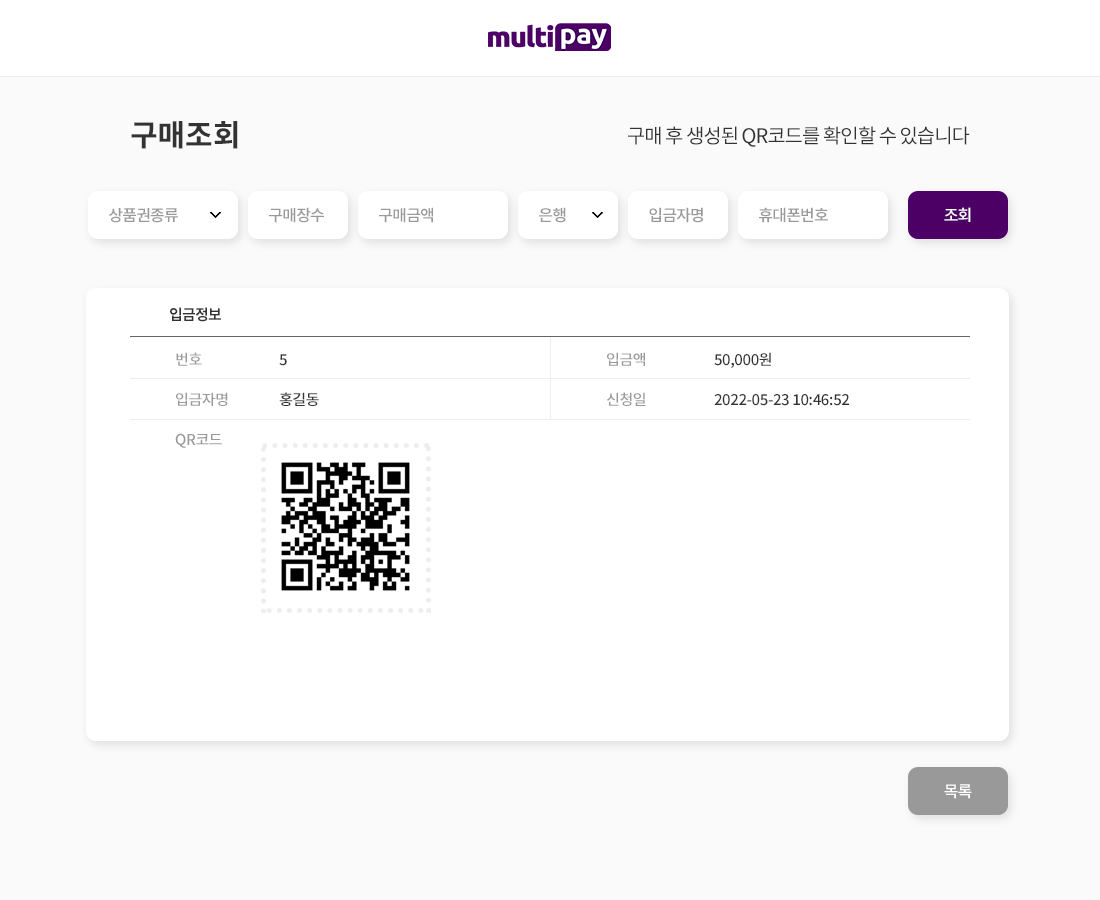 multipay
구매조회
구매 후 생성된 QR코드를 확인할 수 있습니다
상품권종류 구매장수 구매금액 은행 입금자명 휴대폰번호 조회
입금정보
번호 5 입금액 50,000원
입금자명 홍길동 신청일 2022-05-23 10:46:52
QR코드
목록